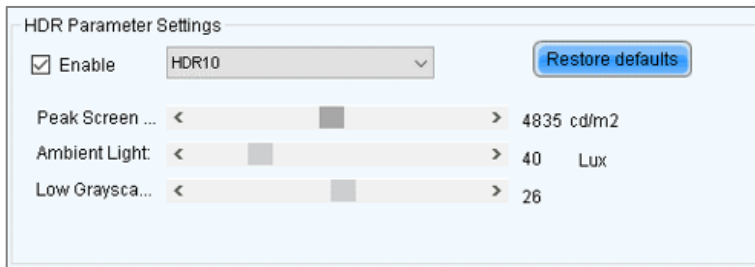 HDR Parameter Settings
Enable HDR10 Restore defaults
Peak Screen ... 4835 cd/m2
Ambient Light: 40 Lux
Low Graysca... 26